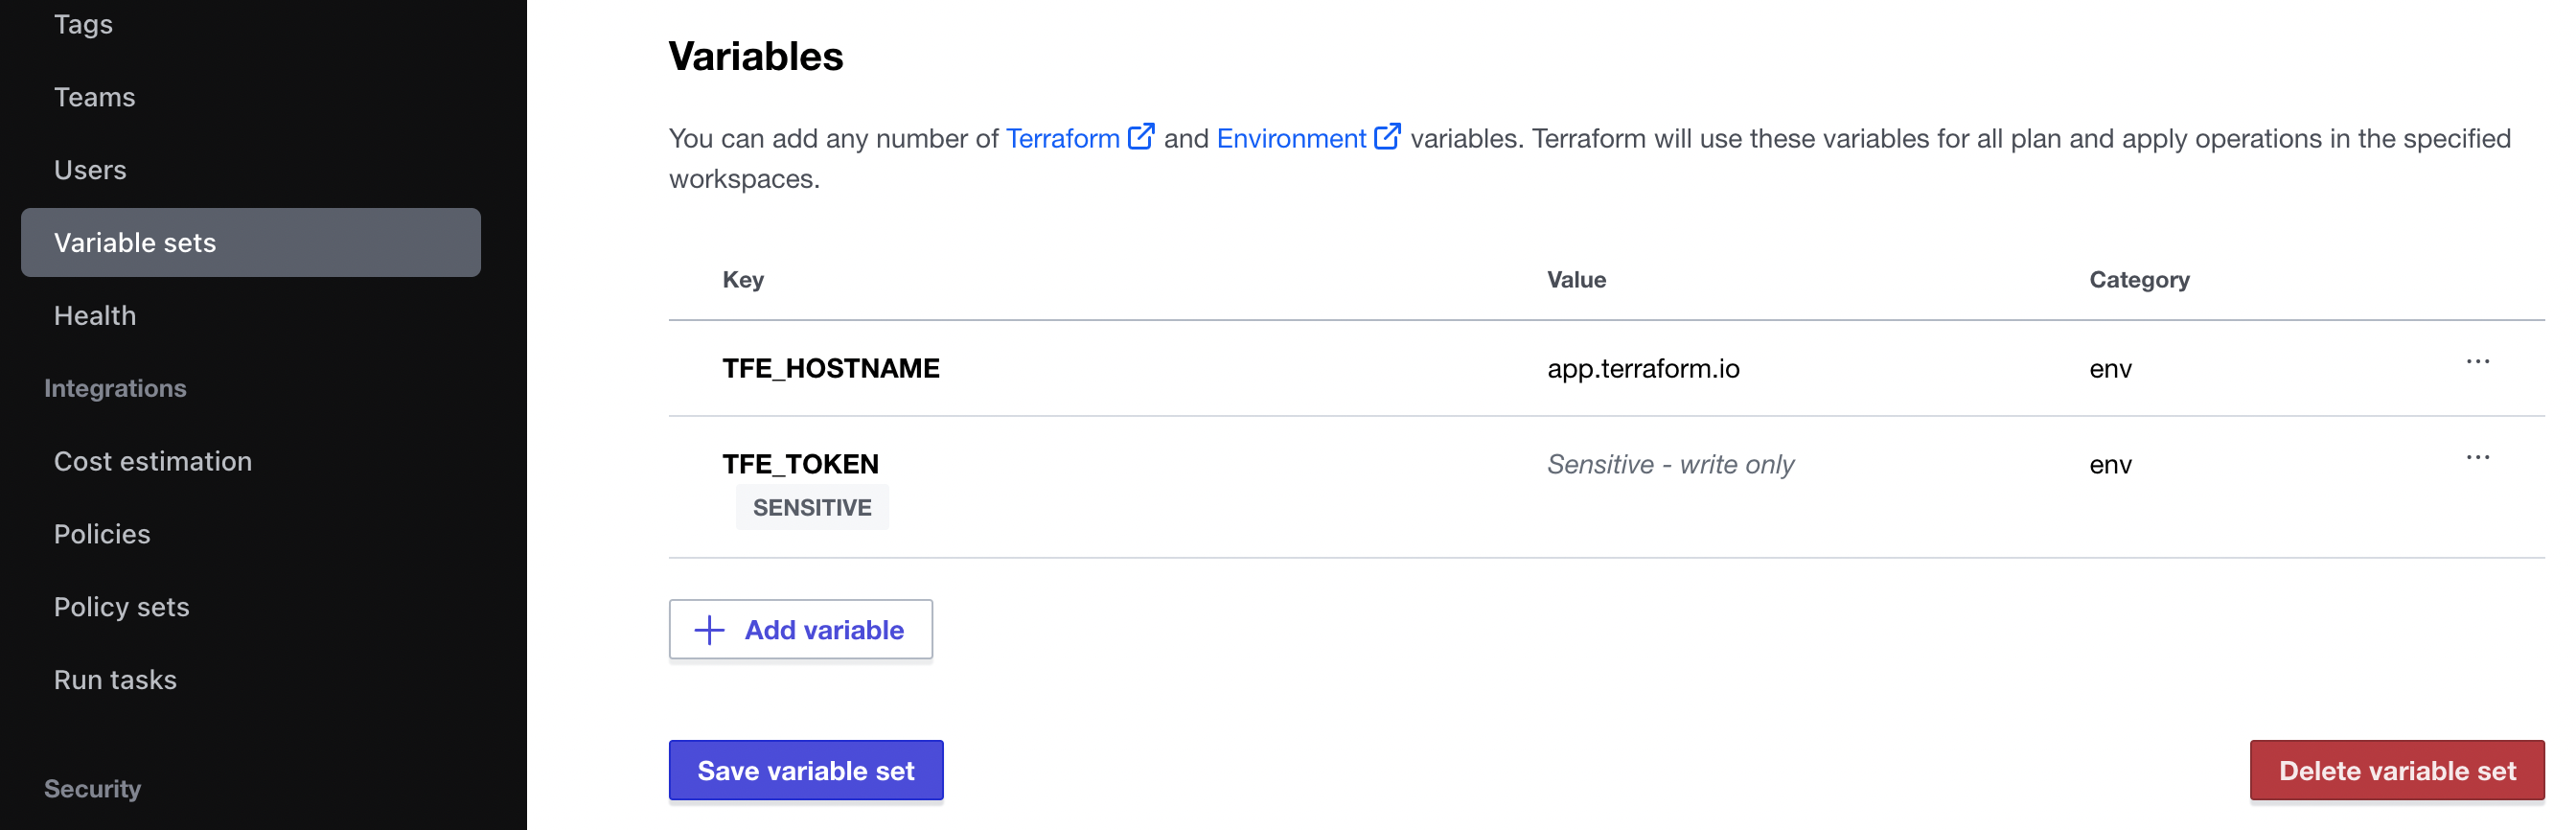 Tags
Teams
Users
Variable sets
Health
Integrations
Cost estimation
Policies
Policy sets
Run tasks
Security
Variables
You can add any number of Terraform and Environment variables. Terraform will use these variables for all plan and apply operations in the specified
workspaces.
Key Value Category
TFE_HOSTNAME app.terraform.io env ...
TFE_TOKEN Sensitive - write only env ...
SENSITIVE
+ Add variable
Save variable set Delete variable set